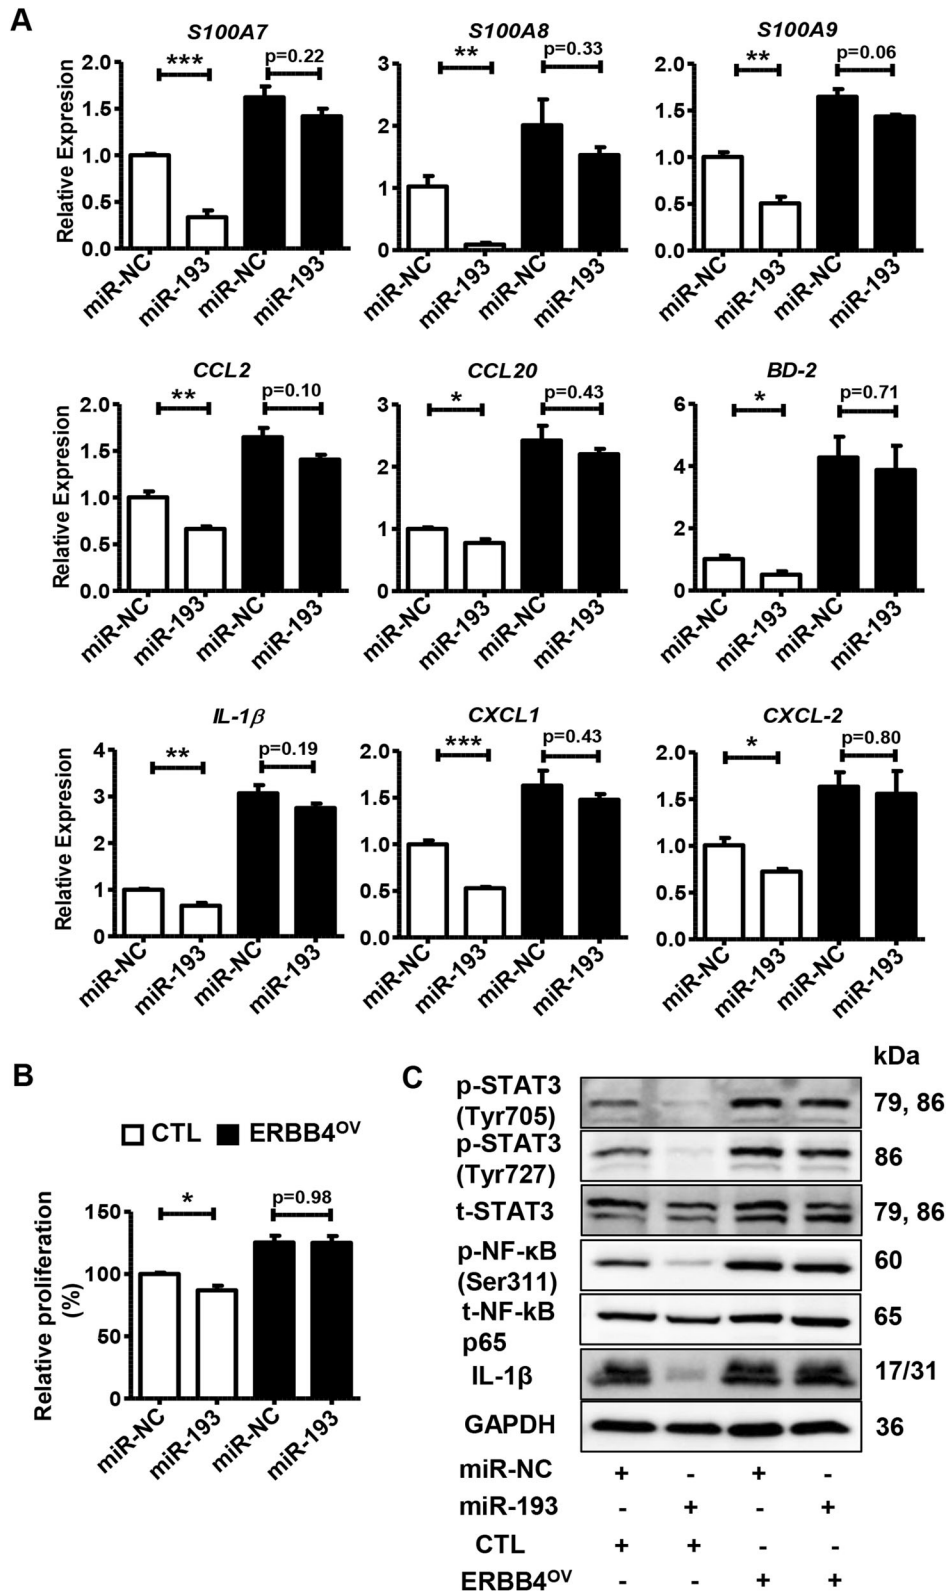 A
S100A7
S100A8
S100A9
*** p=0.22
** p=0.33
** p=0.06
Relative Expresion
2.0
1.5
1.0
0.5
0.0
3
2
1
0
2.0
1.5
1.0
0.5
0.0
miR-NC miR-193 miR-NC miR-193
miR-NC miR-193 miR-NC miR-193
miR-NC miR-193 miR-NC miR-193
CCL2
CCL20
BD-2
** p=0.10
* p=0.43
* p=0.71
Relative Expresion
2.0
1.5
1.0
0.5
0.0
3
2
1
0
6
4
2
0
miR-NC miR-193 miR-NC miR-193
miR-NC miR-193 miR-NC miR-193
miR-NC miR-193 miR-NC miR-193
IL-1β
CXCL1
CXCL-2
** p=0.19
*** p=0.43
* p=0.80
Relative Expresion
4
3
2
1
0
2.0
1.5
1.0
0.5
0.0
2.0
1.5
1.0
0.5
0.0
miR-NC miR-193 miR-NC miR-193
miR-NC miR-193 miR-NC miR-193
miR-NC miR-193 miR-NC miR-193
B
CTL ERBB4OV
* p=0.98
Relative proliferation
(%)
150
100
50
0
miR-NC miR-193 miR-NC miR-193
C
kDa
p-STAT3
(Tyr705)
79, 86
p-STAT3
(Tyr727)
86
t-STAT3
79, 86
p-NF-κB
(Ser311)
60
t-NF-kB
p65
65
IL-1β
17/31
GAPDH
36
miR-NC + - + -
miR-193 - + - +
CTL + + - -
ERBB4OV - - + +